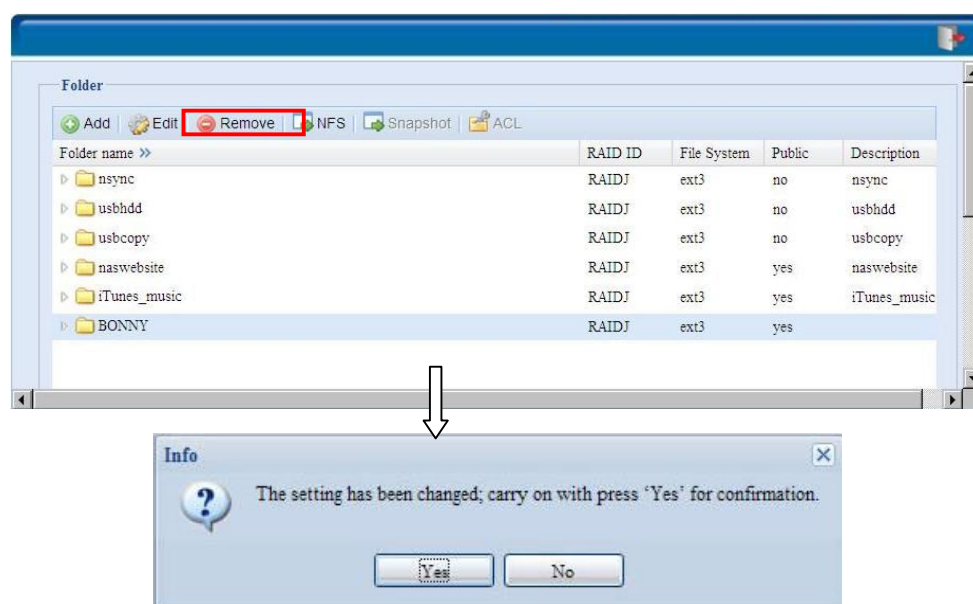 Folder
Add Edit Remove NFS Snapshot ACL
Folder name >> RAID ID File System Public Description
nsync RAIDJ ext3 no nsync
usbhdd RAIDJ ext3 no usbhdd
usbcopy RAIDJ ext3 no usbcopy
naswebsite RAIDJ ext3 yes naswebsite
iTunes_music RAIDJ ext3 yes iTunes_music
BONNY RAIDJ ext3 yes
Info
The setting has been changed; carry on with press ‘Yes’ for confirmation.
Yes No